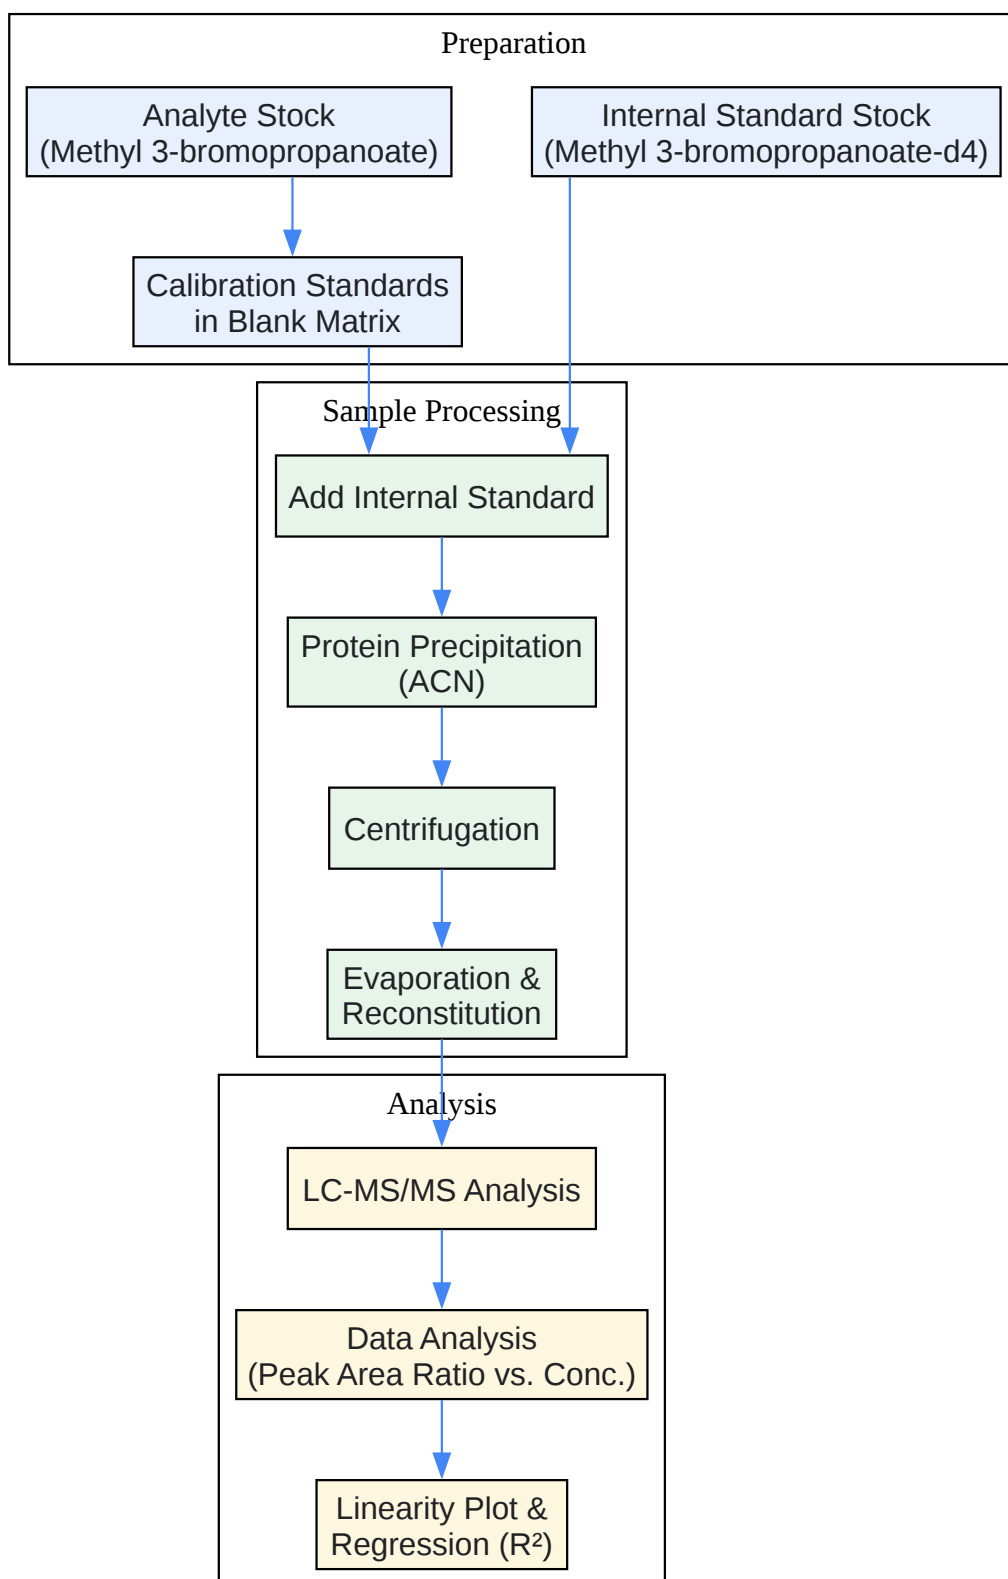 Preparation
Analyte Stock
(Methyl 3-bromopropanoate)
Internal Standard Stock
(Methyl 3-bromopropanoate-d4)
Calibration Standards
in Blank Matrix
Sample Processing
Add Internal Standard
Protein Precipitation
(ACN)
Centrifugation
Evaporation &
Reconstitution
Analysis
LC-MS/MS Analysis
Data Analysis
(Peak Area Ratio vs. Conc.)
Linearity Plot &
Regression (R²)